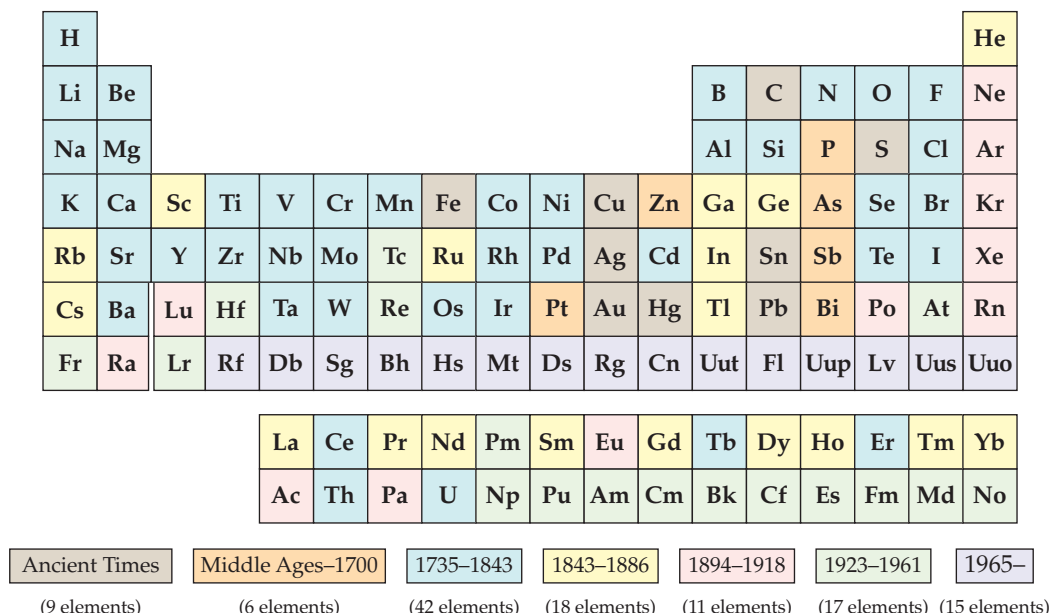 H He
Li Be B C N O F Ne
Na Mg Al Si P S Cl Ar
K Ca Sc Ti V Cr Mn Fe Co Ni Cu Zn Ga Ge As Se Br Kr
Rb Sr Y Zr Nb Mo Tc Ru Rh Pd Ag Cd In Sn Sb Te I Xe
Cs Ba Lu Hf Ta W Re Os Ir Pt Au Hg Tl Pb Bi Po At Rn
Fr Ra Lr Rf Db Sg Bh Hs Mt Ds Rg Cn Uut Fl Uup Lv Uus Uuo
La Ce Pr Nd Pm Sm Eu Gd Tb Dy Ho Er Tm Yb
Ac Th Pa U Np Pu Am Cm Bk Cf Es Fm Md No
Ancient Times Middle Ages–1700 1735–1843 1843–1886 1894–1918 1923–1961 1965–
(9 elements) (6 elements) (42 elements) (18 elements) (11 elements) (17 elements) (15 elements)